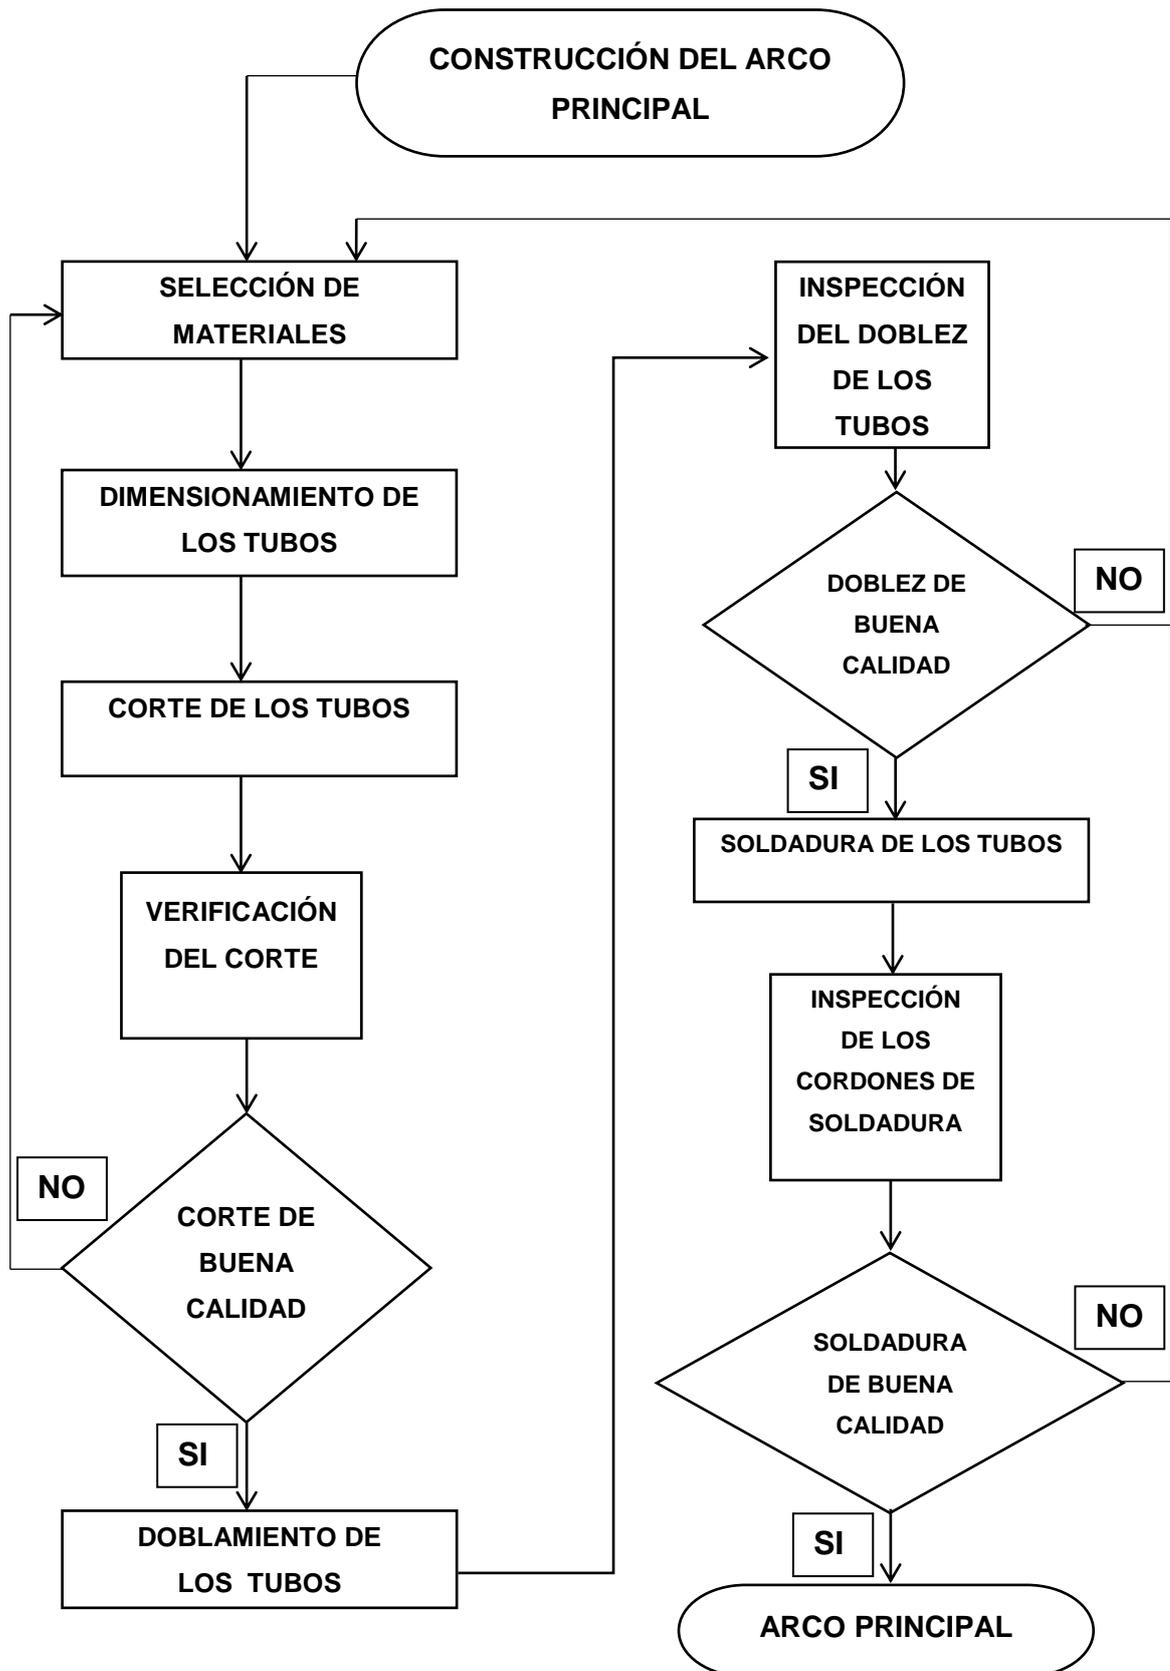 CONSTRUCCIÓN DEL ARCO
PRINCIPAL
SELECCIÓN DE
MATERIALES
DIMENSIONAMIENTO DE
LOS TUBOS
CORTE DE LOS TUBOS
VERIFICACIÓN
DEL CORTE
NO
CORTE DE
BUENA
CALIDAD
SI
DOBLAMIENTO DE
LOS TUBOS
INSPECCIÓN
DEL DOBLEZ
DE LOS
TUBOS
NO
DOBLEZ DE
BUENA
CALIDAD
SI
SOLDADURA DE LOS TUBOS
INSPECCIÓN
DE LOS
CORDONES DE
SOLDADURA
NO
SOLDADURA
DE BUENA
CALIDAD
SI
ARCO PRINCIPAL